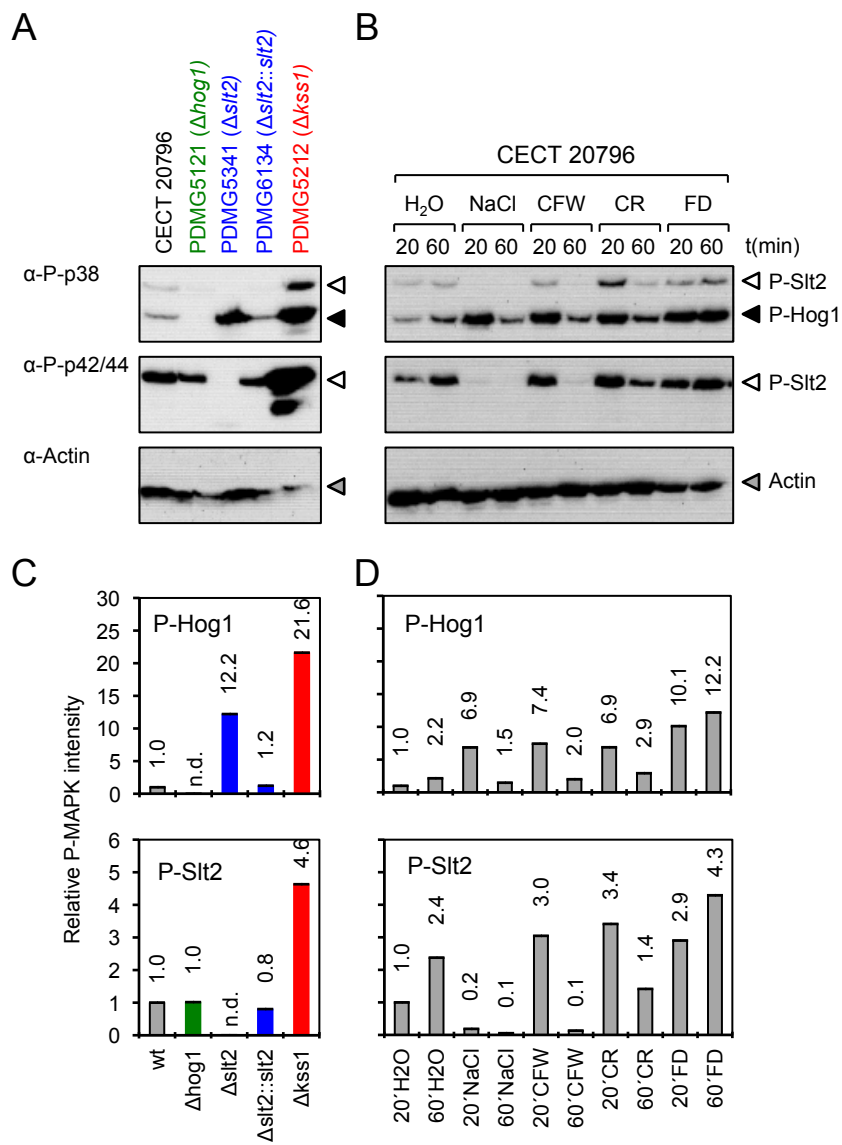 A
B
CECT 20796
PDMG5121 (Δhog1)
PDMG5341 (Δslt2)
PDMG6134 (Δslt2::slt2)
PDMG5212 (Δkss1)
CECT 20796
H2O NaCl CFW CR FD
20 60 20 60 20 60 20 60 20 60 t(min)
α-P-p38
P-Slt2
P-Hog1
α-P-p42/44
P-Slt2
α-Actin
Actin
C
D
Relative P-MAPK intensity
30
25
20
15
10
5
0
P-Hog1
1.0 n.d. 12.2 1.2 21.6
P-Hog1
1.0 2.2 6.9 1.5 7.4 2.0 6.9 2.9 10.1 12.2
6
5
4
3
2
1
0
P-Slt2
1.0 1.0 n.d. 0.8 4.6
P-Slt2
1.0 2.4 0.2 0.1 3.0 0.1 3.4 1.4 2.9 4.3
wt
Δhog1
Δslt2
Δslt2::slt2
Δkss1
20´H2O
60´H2O
20´NaCl
60´NaCl
20´CFW
60´CFW
20´CR
60´CR
20´FD
60´FD